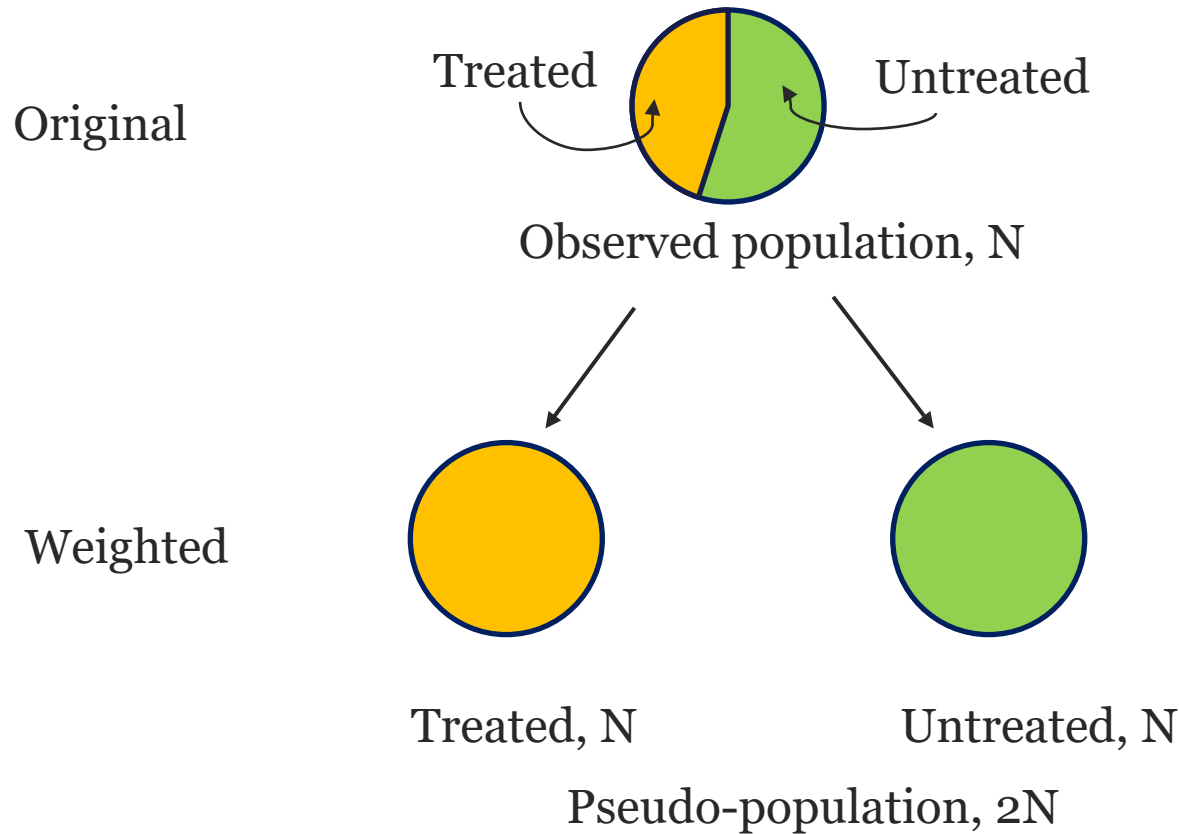 Treated
Untreated
Original
Observed population, N
Weighted
Treated, N
Untreated, N
Pseudo-population, 2N